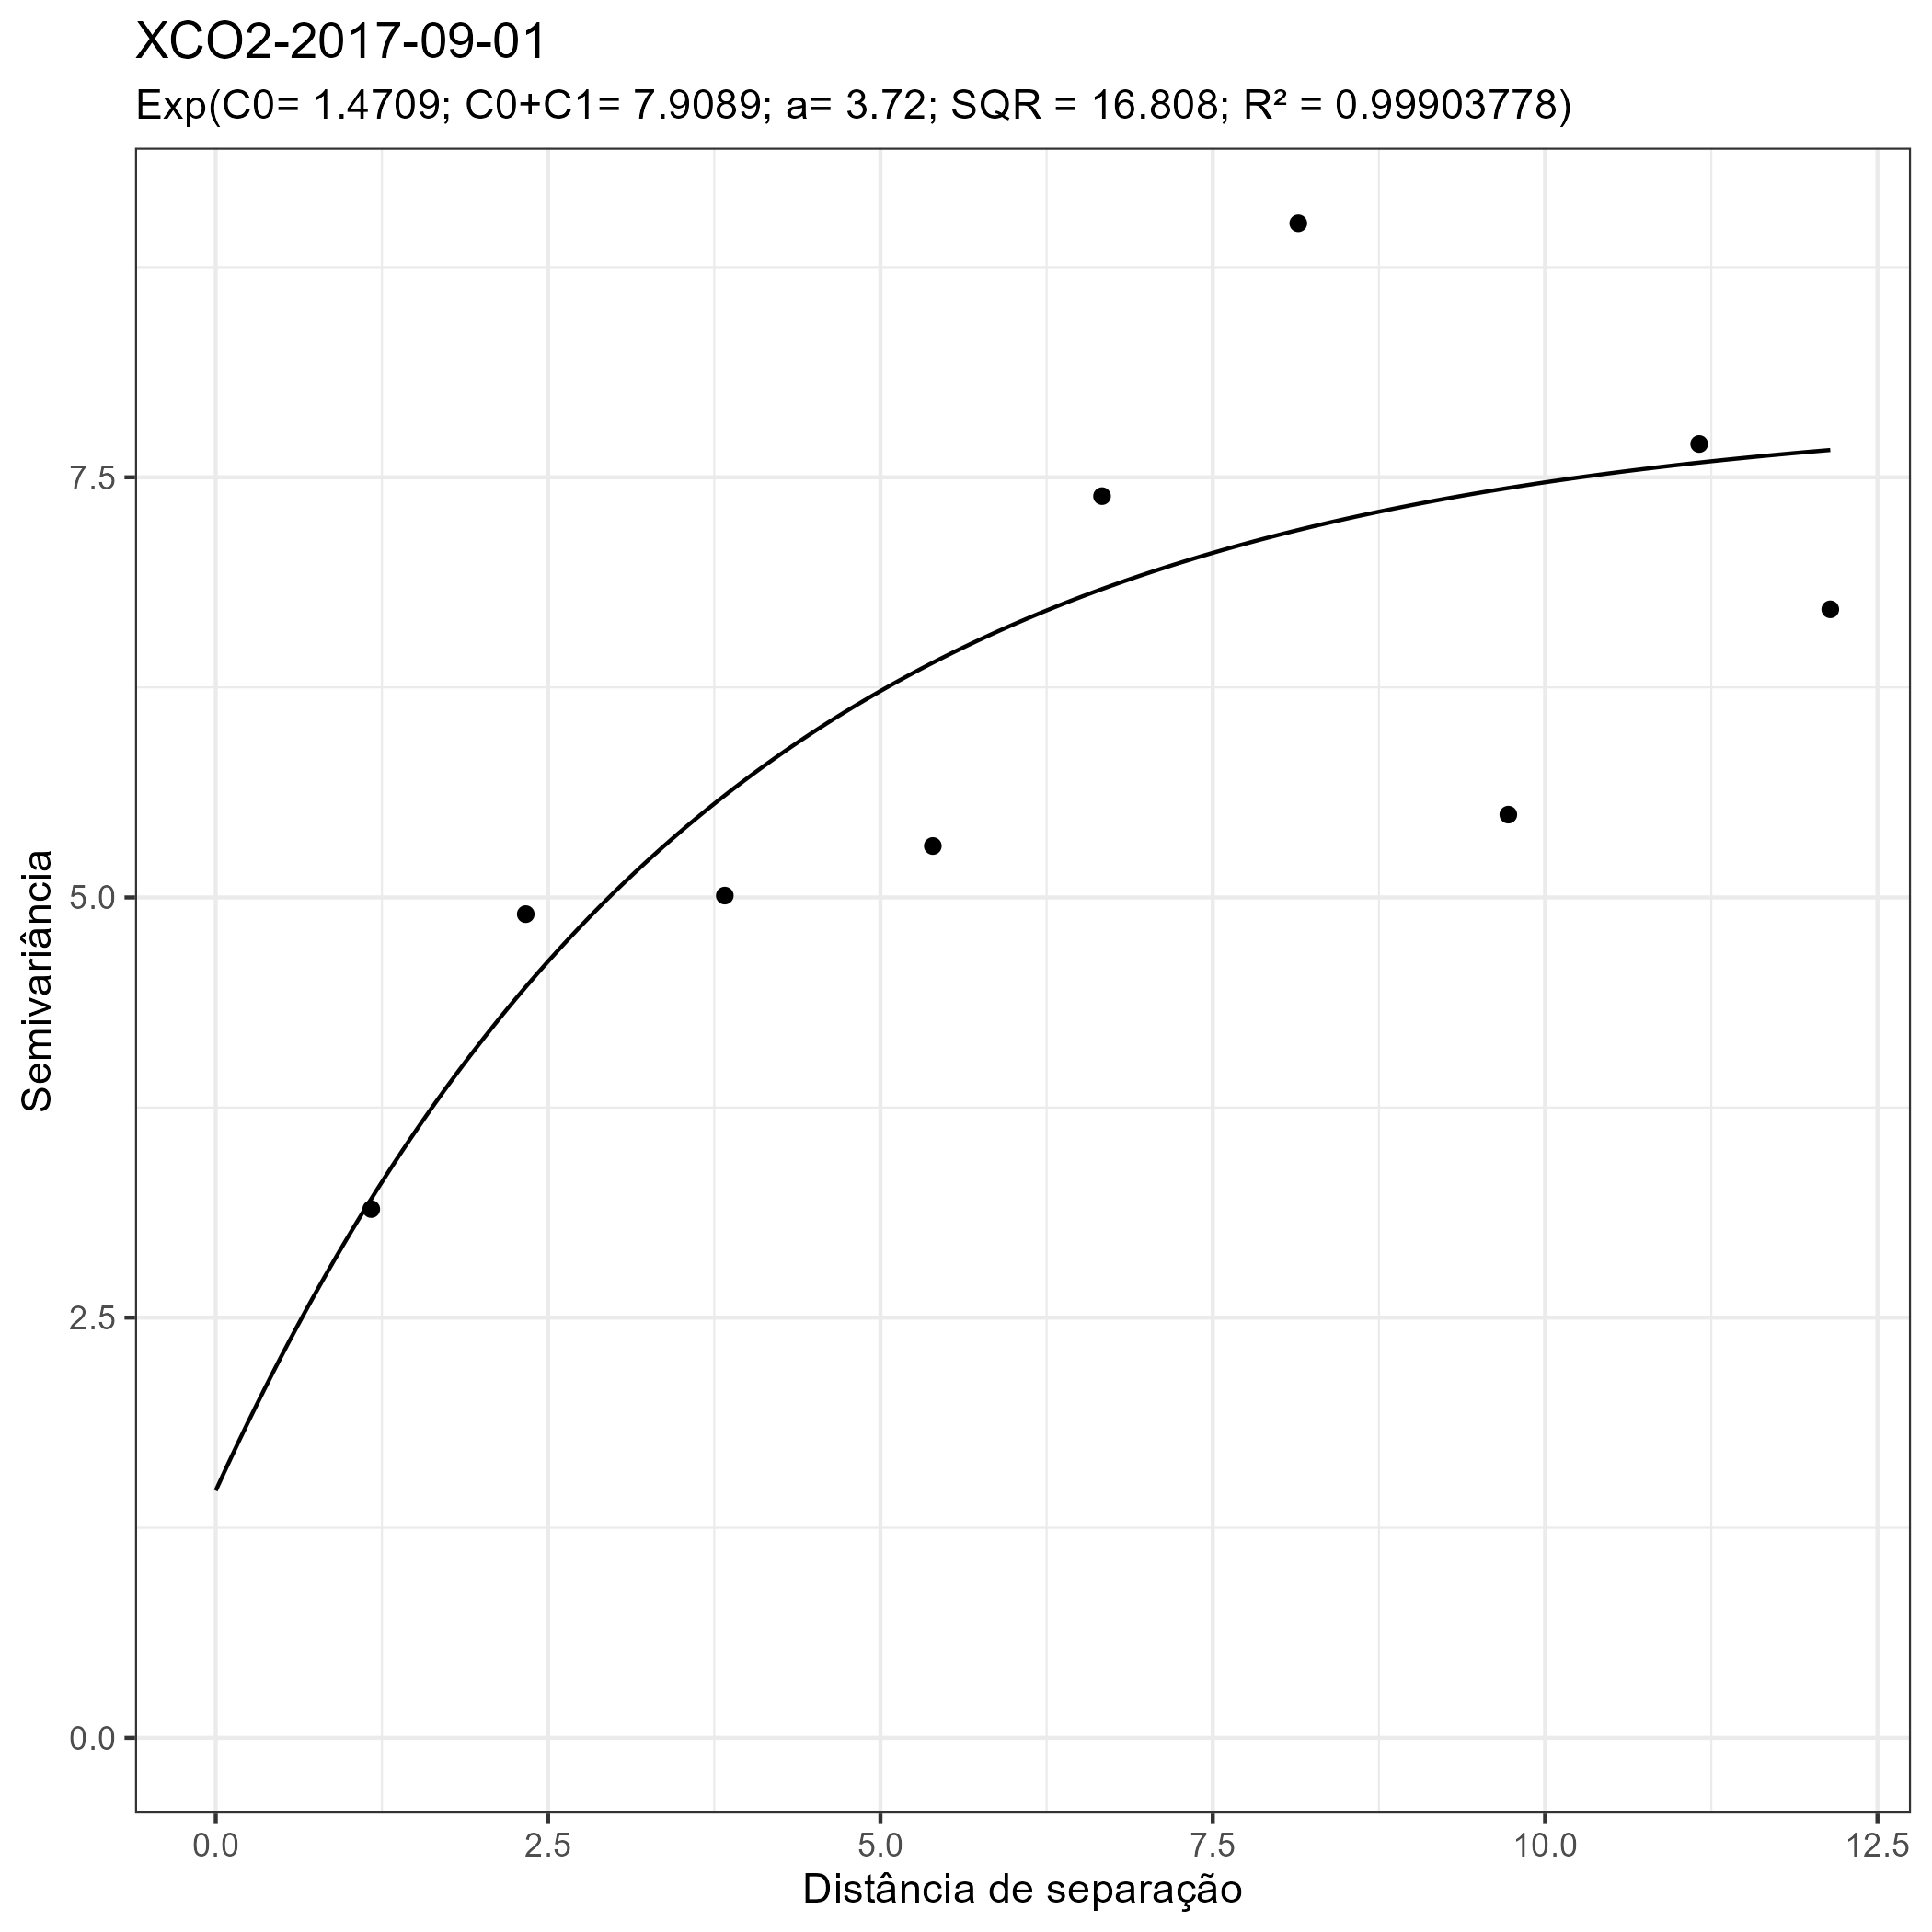 XCO2-2017-09-01
Exp(C0= 1.4709; C0+C1= 7.9089; a= 3.72; SQR = 16.808; R² = 0.99903778)
7.5
5.0
2.5
0.0
Semivariância
0.0 2.5 5.0 7.5 10.0 12.5
Distância de separação